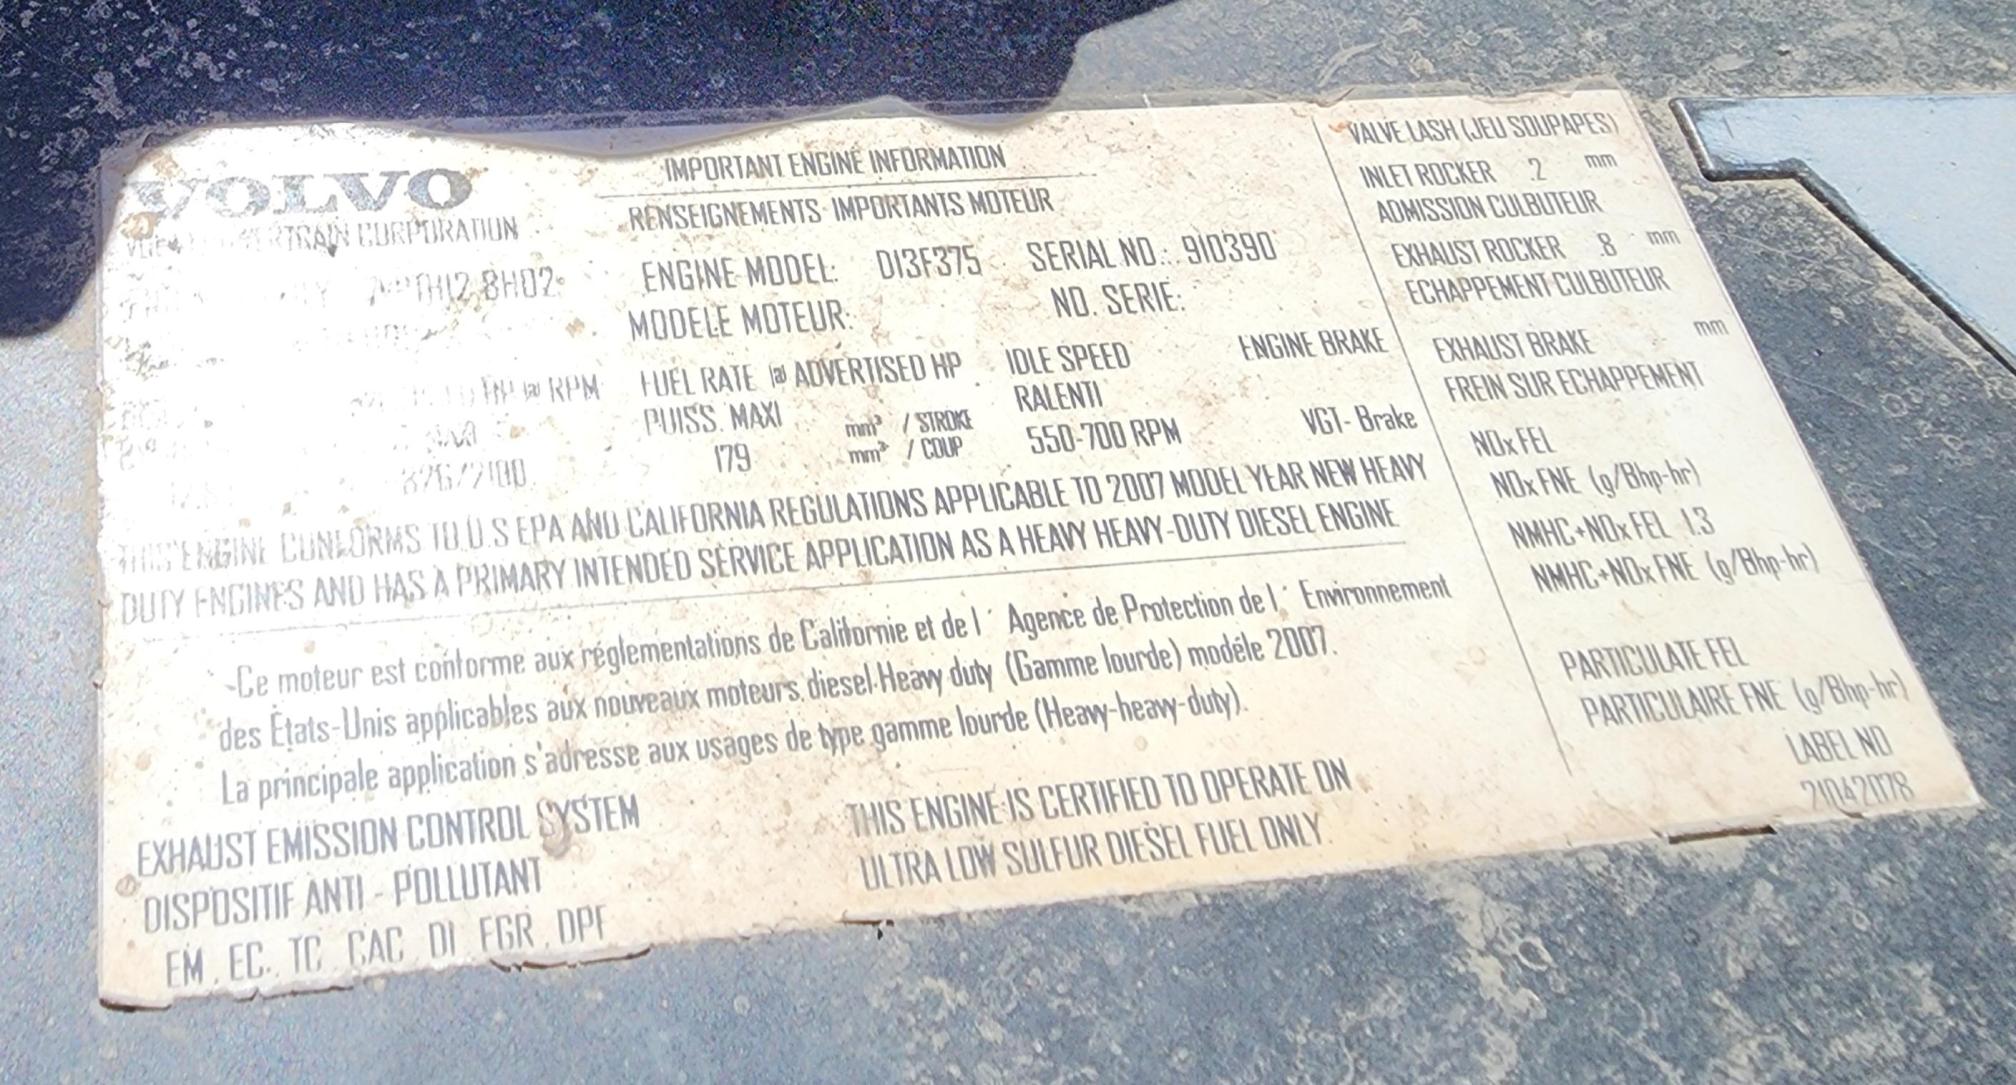 VOLVO
CORPORATION
IMPORTANT ENGINE INFORMATION
RENSEIGNEMENTS IMPORTANTS MOTEUR
ENGINE MODEL: D13F375 SERIAL NO.: 910390
MODELE MOTEUR: NO. SERIE:
HP @ RPM
FUEL RATE @ ADVERTISED HP IDLE SPEED ENGINE BRAKE
PUISS. MAXI mm³ / STROKE RALENTI
179 mm³ / COUP 550-700 RPM VGT- Brake
THIS ENGINE CONFORMS TO U.S EPA AND CALIFORNIA REGULATIONS APPLICABLE TO 2007 MODEL YEAR NEW HEAVY
DUTY ENGINES AND HAS A PRIMARY INTENDED SERVICE APPLICATION AS A HEAVY HEAVY-DUTY DIESEL ENGINE
Ce moteur est conforme aux réglementations de Californie et de l ' Agence de Protection de l ' Environnement
des États-Unis applicables aux nouveaux moteurs diesel Heavy duty (Gamme lourde) modéle 2007.
La principale application s'adresse aux usages de type gamme lourde (Heavy-heavy-duty).
EXHAUST EMISSION CONTROL SYSTEM
DISPOSITIF ANTI - POLLUTANT
EM , EC, TC, CAC, DI, EGR , DPF
THIS ENGINE IS CERTIFIED TO OPERATE ON
ULTRA LOW SULFUR DIESEL FUEL ONLY
VALVE LASH (JEU SOUPAPES)
INLET ROCKER .2 mm
ADMISSION CULBUTEUR
EXHAUST ROCKER .8 mm
ECHAPPEMENT CULBUTEUR
EXHAUST BRAKE mm
FREIN SUR ECHAPPEMENT
NOx FEL
NOx FNE (g/Bhp-hr)
NMHC+NOx FEL 1.3
NMHC+NOx FNE (g/Bhp-hr)
PARTICULATE FEL
PARTICULAIRE FNE (g/Bhp-hr)
LABEL NO
21042078